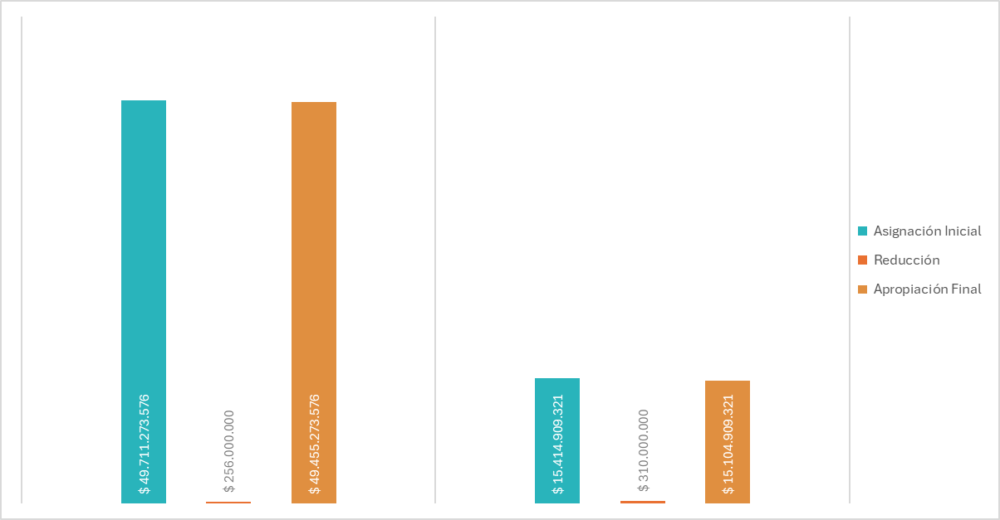 $ 49.711.273.576
$ 256.000.000
$ 49.455.273.576
$ 15.414.909.321
$ 310.000.000
$ 15.104.909.321
Asignación Inicial
Reducción
Apropiación Final